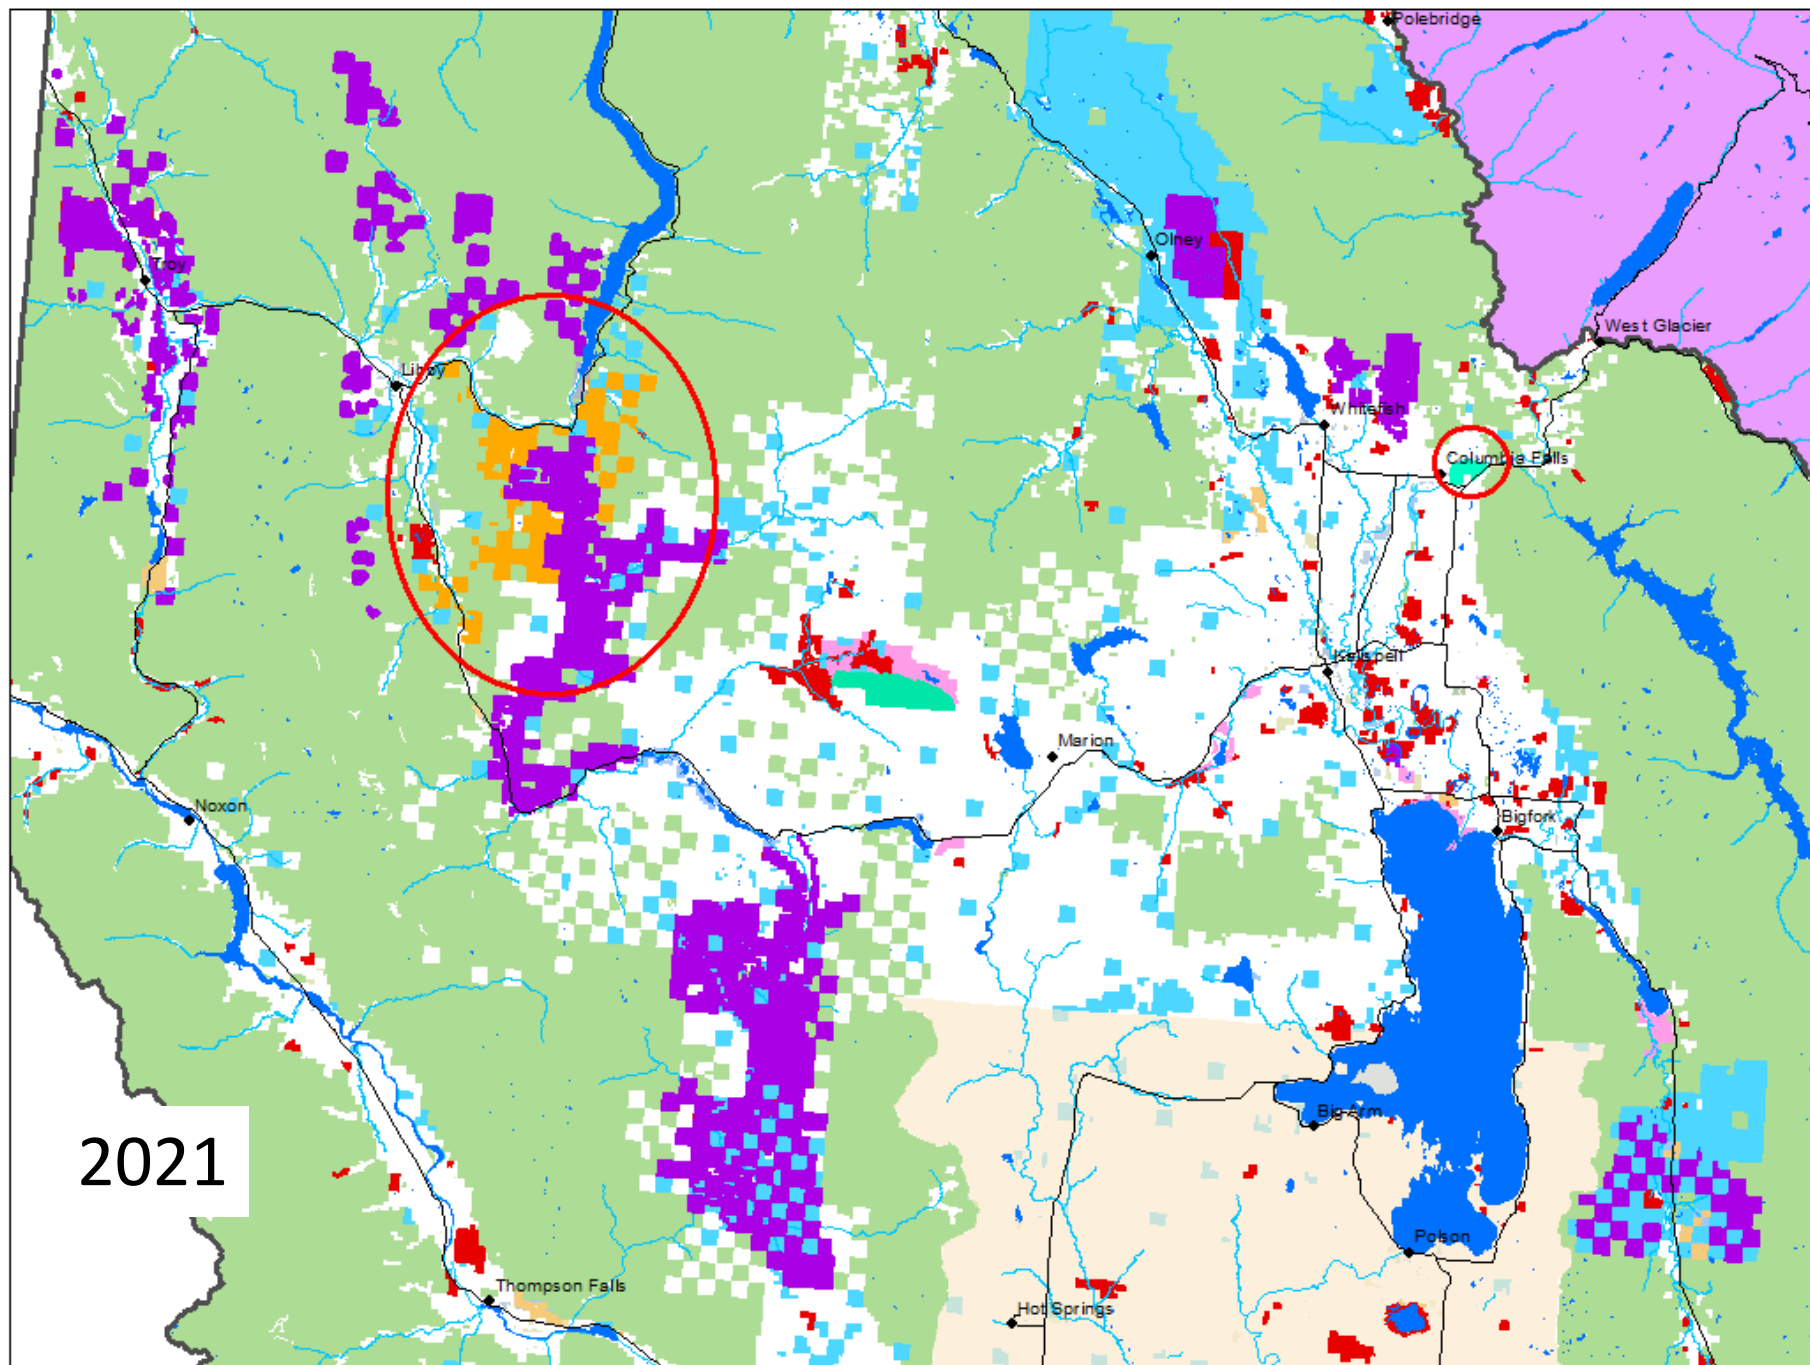 Polebridge
Olney
Troy
West Glacier
Libby
Whitefish
Columbia Falls
Kalispell
Marion
Noxon
Bigfork
Big Arm
2021
Polson
Thompson Falls
Hot Springs